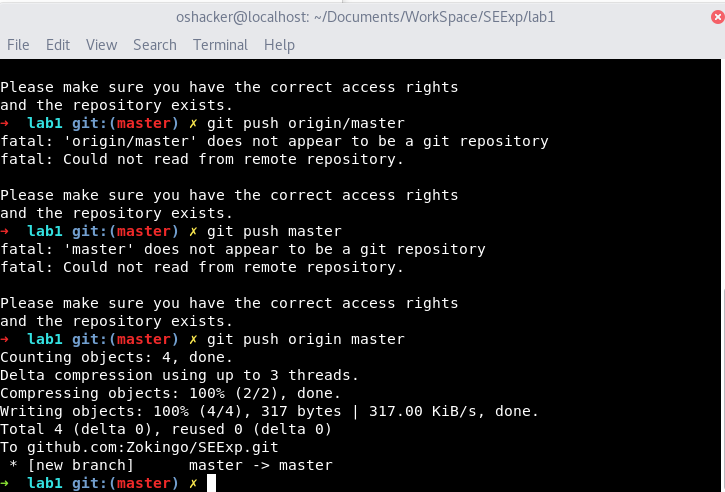 oshacker@localhost: ~/Documents/WorkSpace/SEExp/lab1
File Edit View Search Terminal Help
Please make sure you have the correct access rights
and the repository exists.
➜  lab1 git:(master) ✗ git push origin/master
fatal: 'origin/master' does not appear to be a git repository
fatal: Could not read from remote repository.

Please make sure you have the correct access rights
and the repository exists.
➜  lab1 git:(master) ✗ git push master
fatal: 'master' does not appear to be a git repository
fatal: Could not read from remote repository.

Please make sure you have the correct access rights
and the repository exists.
➜  lab1 git:(master) ✗ git push origin master
Counting objects: 4, done.
Delta compression using up to 3 threads.
Compressing objects: 100% (2/2), done.
Writing objects: 100% (4/4), 317 bytes | 317.00 KiB/s, done.
Total 4 (delta 0), reused 0 (delta 0)
To github.com:Zokingo/SEExp.git
 * [new branch]      master -> master
➜  lab1 git:(master) ✗